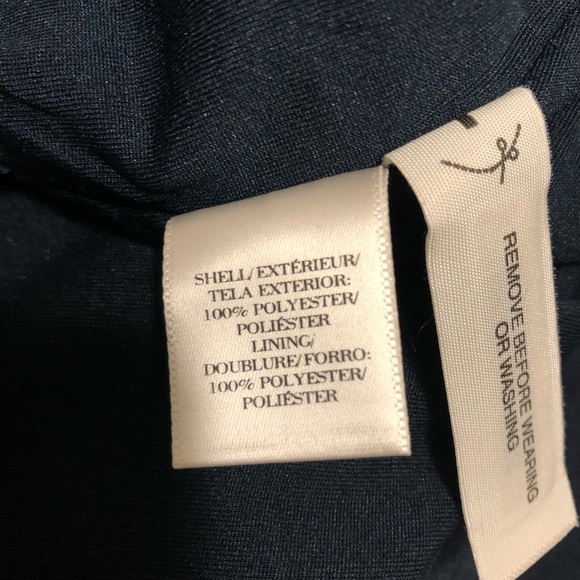 SHELL/EXTÉRIEUR/
TELA EXTERIOR:
100% POLYESTER/
POLIÉSTER
LINING/
DOUBLURE/FORRO:
100% POLYESTER/
POLIÉSTER
REMOVE BEFORE WEARING
OR WASHING